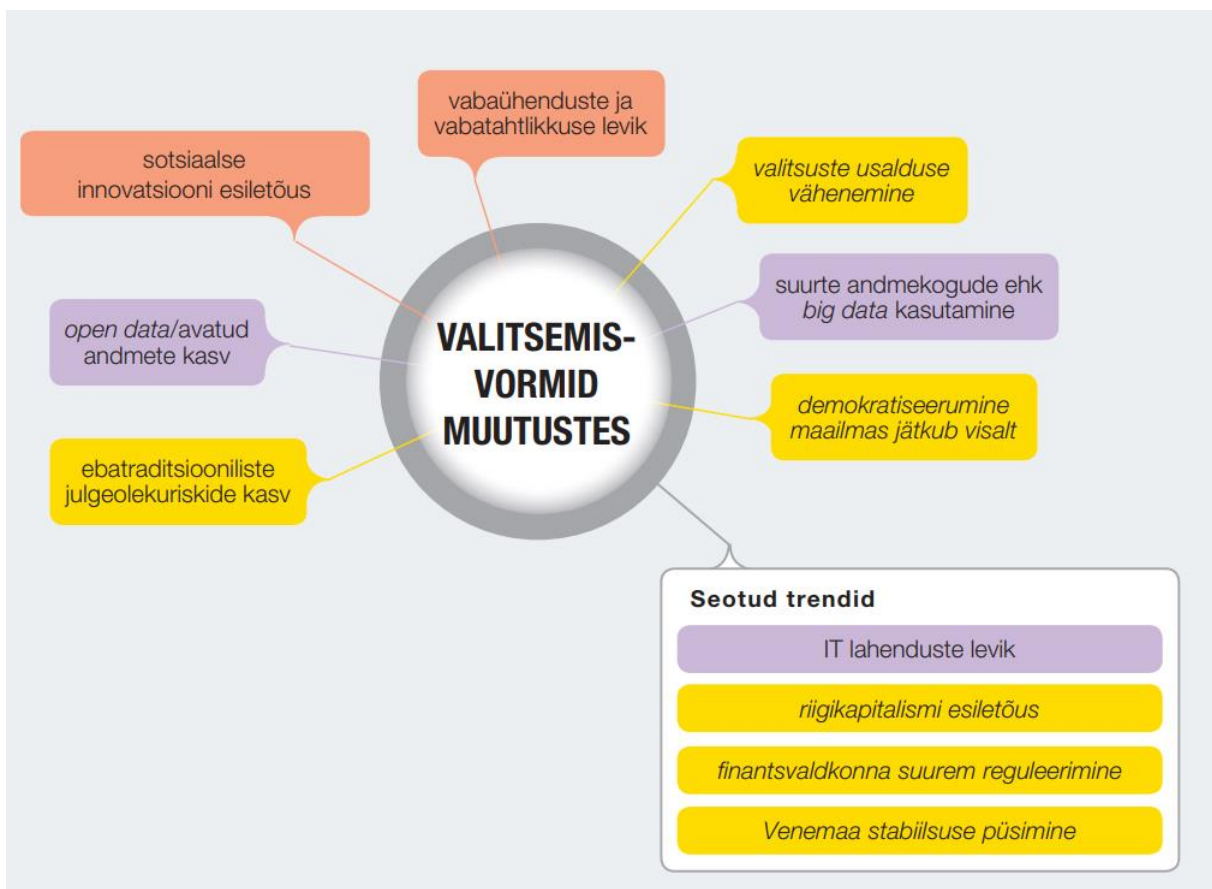 vabaühenduste ja
vabatahtlikkuse levik
sotsiaalse
innovatsiooni esiletõus
valitsuste usalduse
vähenemine
suurte andmekogude ehk
big data kasutamine
open data/avatud
andmete kasv
VALITSEMIS-
VORMID
MUUTUSTES
demokratiseerumine
maailmas jätkub visalt
ebatraditsiooniliste
julgeolekuriskide kasv
Seotud trendid
IT lahenduste levik
riigikapitalismi esiletõus
finantsvaldkonna suurem reguleerimine
Venemaa stabiilsuse püsimine